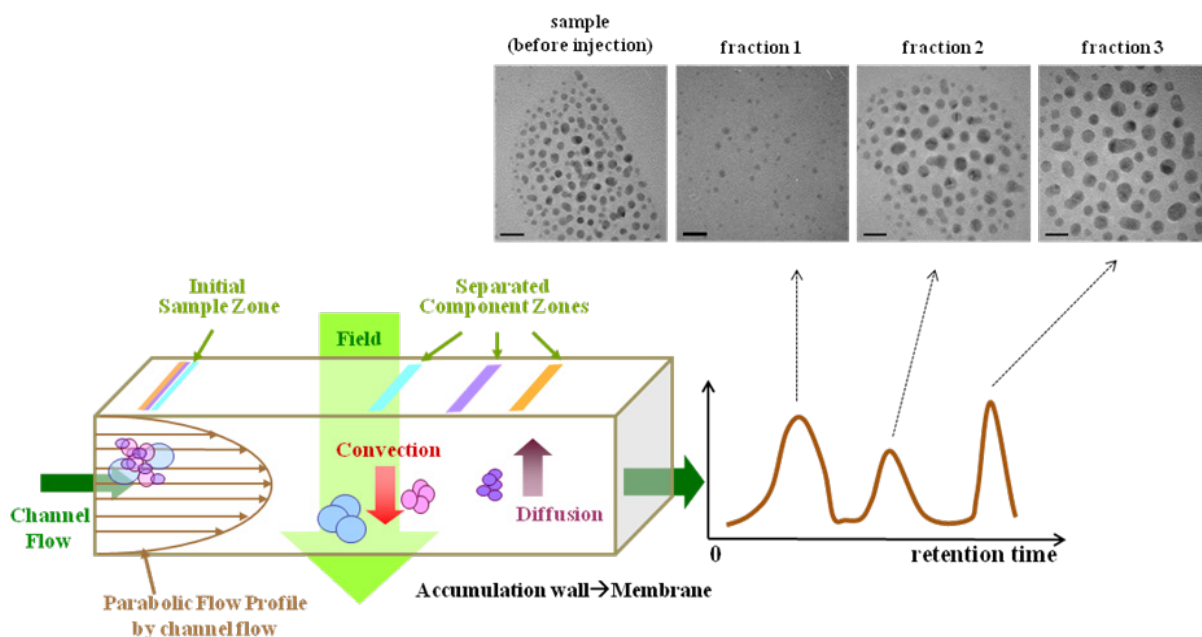 sample
(before injection)
fraction 1
fraction 2
fraction 3
Initial
Sample Zone
Separated
Component Zones
Field
Convection
Diffusion
Channel
Flow
0
retention time
Accumulation wall→Membrane
Parabolic Flow Profile
by channel flow